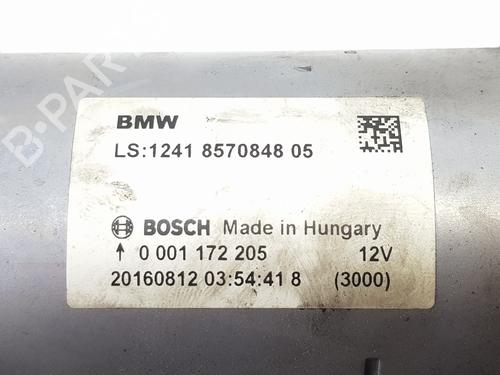 BMW
LS:1241 8570848 05
BOSCH Made in Hungary
↑ 0 001 172 205 12V
20160812 03:54:41 8 (3000)
B-PARTS